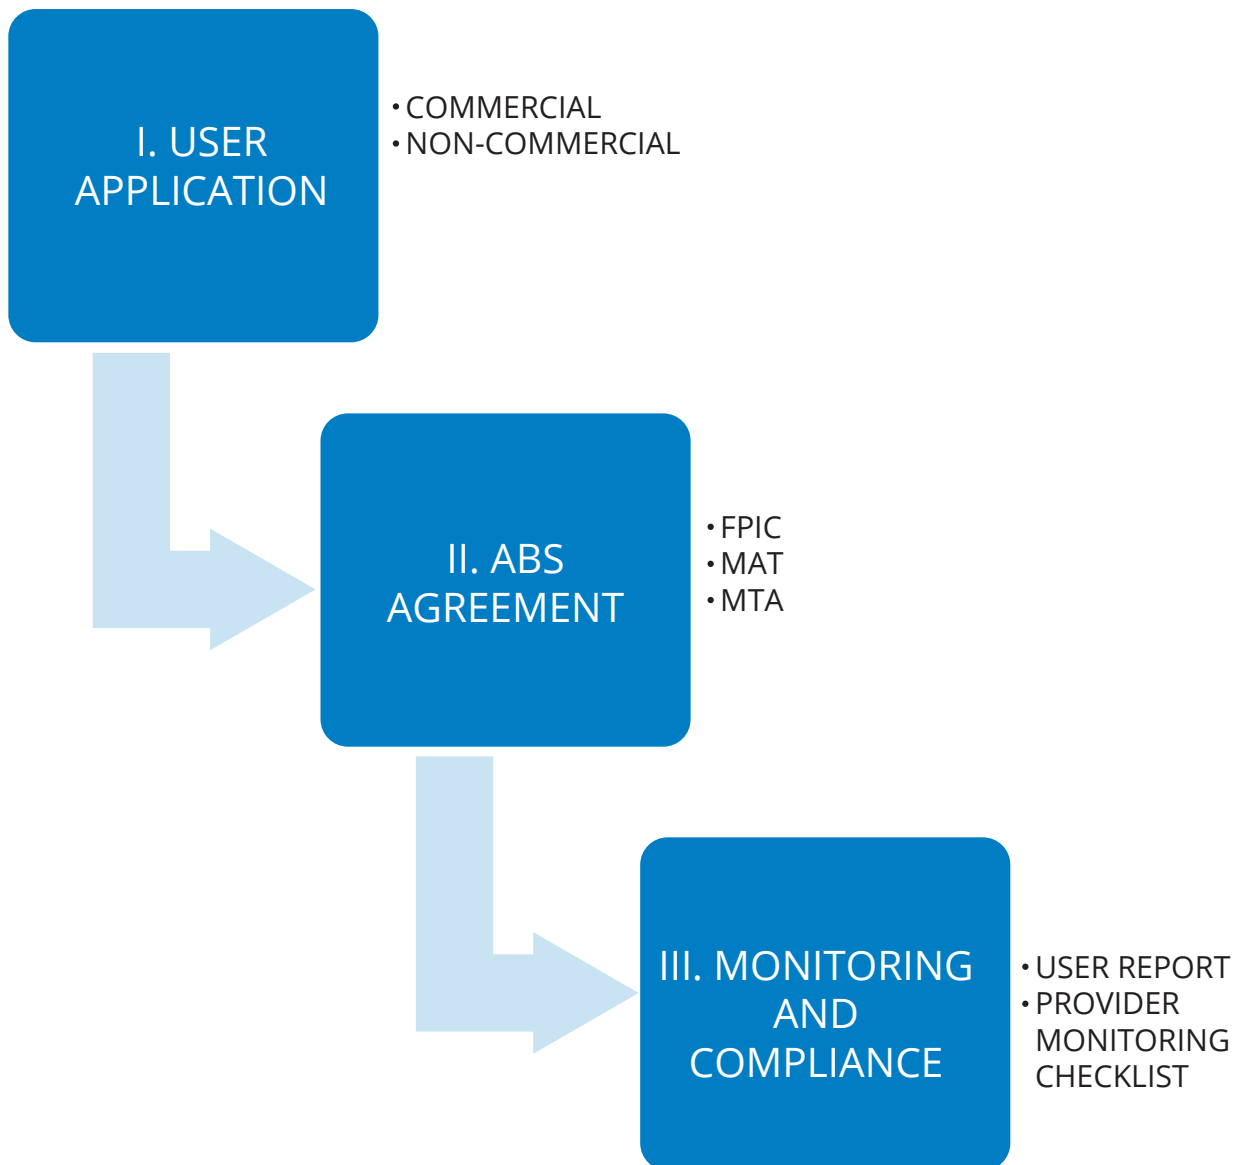 I. USER
APPLICATION
• COMMERCIAL
• NON-COMMERCIAL
II. ABS
AGREEMENT
• FPIC
• MAT
• MTA
III. MONITORING
AND
COMPLIANCE
• USER REPORT
• PROVIDER
MONITORING
CHECKLIST